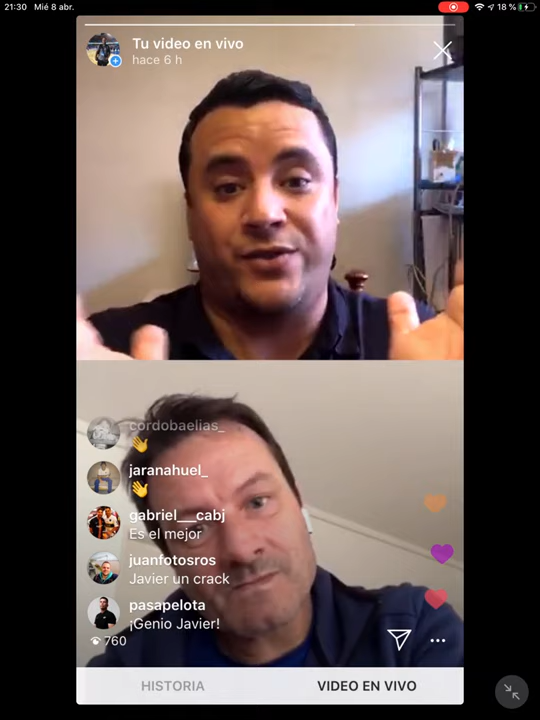 21:30 Mié 8 abr.
18 %
Tu video en vivo
hace 6 h
cordobaelias_
jaranahuel_
gabriel___cabj
Es el mejor
juanfotosros
Javier un crack
pasapelota
¡Genio Javier!
760
HISTORIA
VIDEO EN VIVO